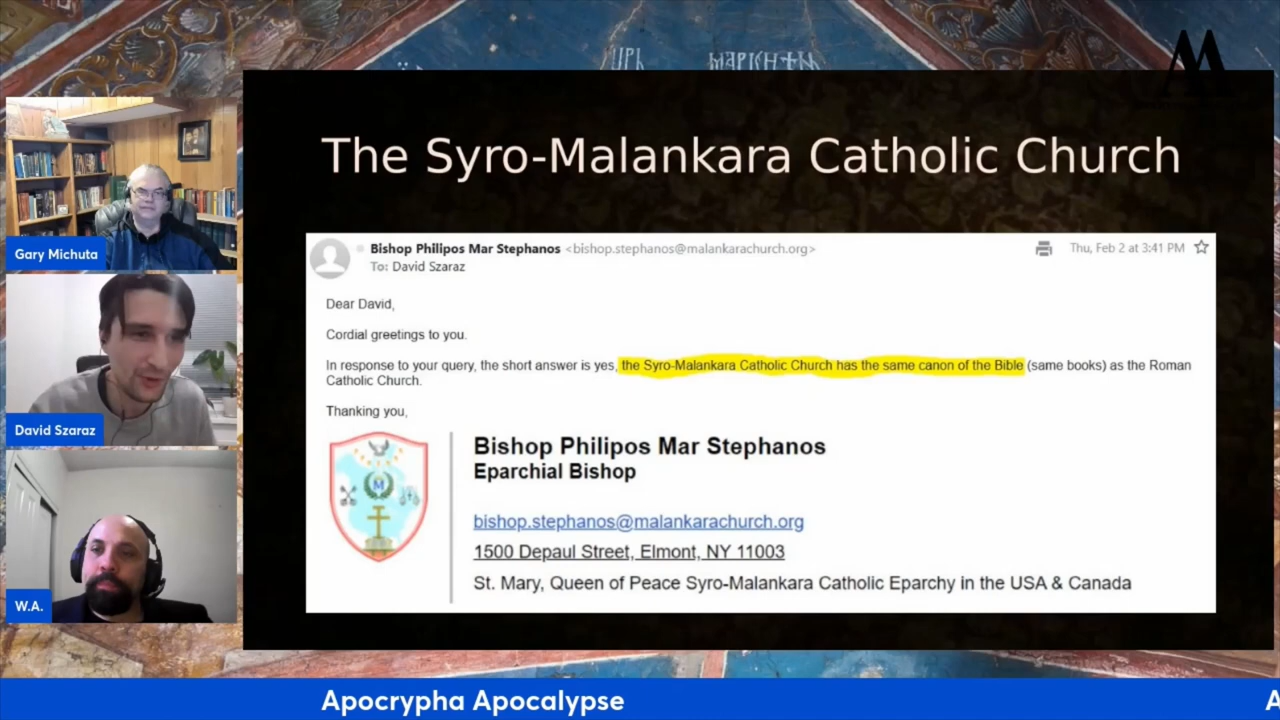 ЦРЬ МАРКНТЫ
The Syro-Malankara Catholic Church
Bishop Philipos Mar Stephanos <bishop.stephanos@malankarachurch.org>
Thu, Feb 2 at 3:41 PM
To: David Szaraz
Dear David,
Cordial greetings to you.
In response to your query, the short answer is yes, the Syro-Malankara Catholic Church has the same canon of the Bible (same books) as the Roman
Catholic Church.
Thanking you,
M
Bishop Philipos Mar Stephanos
Eparchial Bishop
bishop.stephanos@malankarachurch.org
1500 Depaul Street, Elmont, NY 11003
St. Mary, Queen of Peace Syro-Malankara Catholic Eparchy in the USA & Canada
Gary Michuta
David Szaraz
W.A.
Apocrypha Apocalypse
A